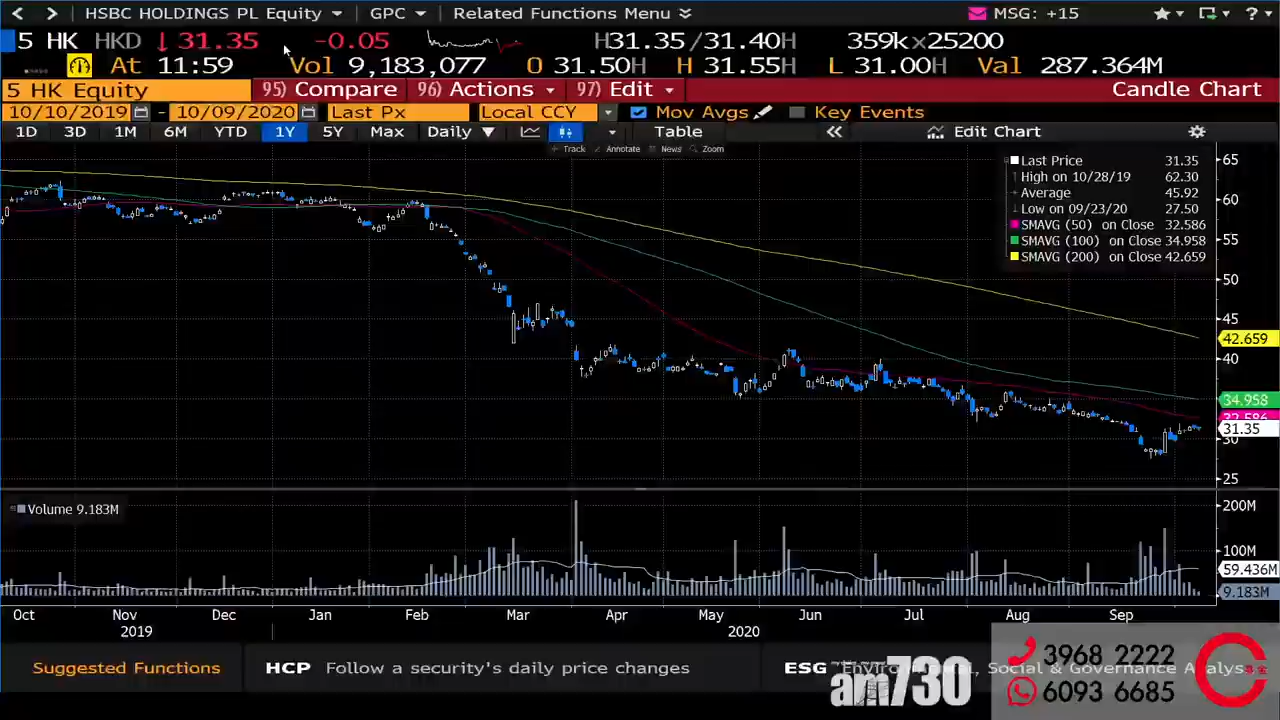 HSBC HOLDINGS PL Equity GPC Related Functions Menu MSG: +15 ?
5 HK HKD ↓ 31.35 -0.05 H31.35/31.40H 359kx25200
At 11:59 Vol 9,183,077 O 31.50H H 31.55H L 31.00H Val 287.364M
5 HK Equity 95) Compare 96) Actions 97) Edit Candle Chart
10/10/2019 - 10/09/2020 Last Px Local CCY Mov Avgs Key Events
1D 3D 1M 6M YTD 1Y 5Y Max Daily ▼ Table « Edit Chart
Track Annotate News Zoom
Last Price 31.35
High on 10/28/19 62.30
Average 45.92
Low on 09/23/20 27.50
SMAVG (50) on Close 32.586
SMAVG (100) on Close 34.958
SMAVG (200) on Close 42.659
65
60
55
50
45
42.659
40
34.958
32.586
31.35
30
25
Volume 9.183M
200M
100M
59.436M
9.183M
Oct Nov Dec Jan Feb Mar Apr May Jun Jul Aug Sep
2019 2020
Suggested Functions HCP Follow a security's daily price changes ESG Environmental, Social & Governance Analys...
am730
3968 2222
6093 6685